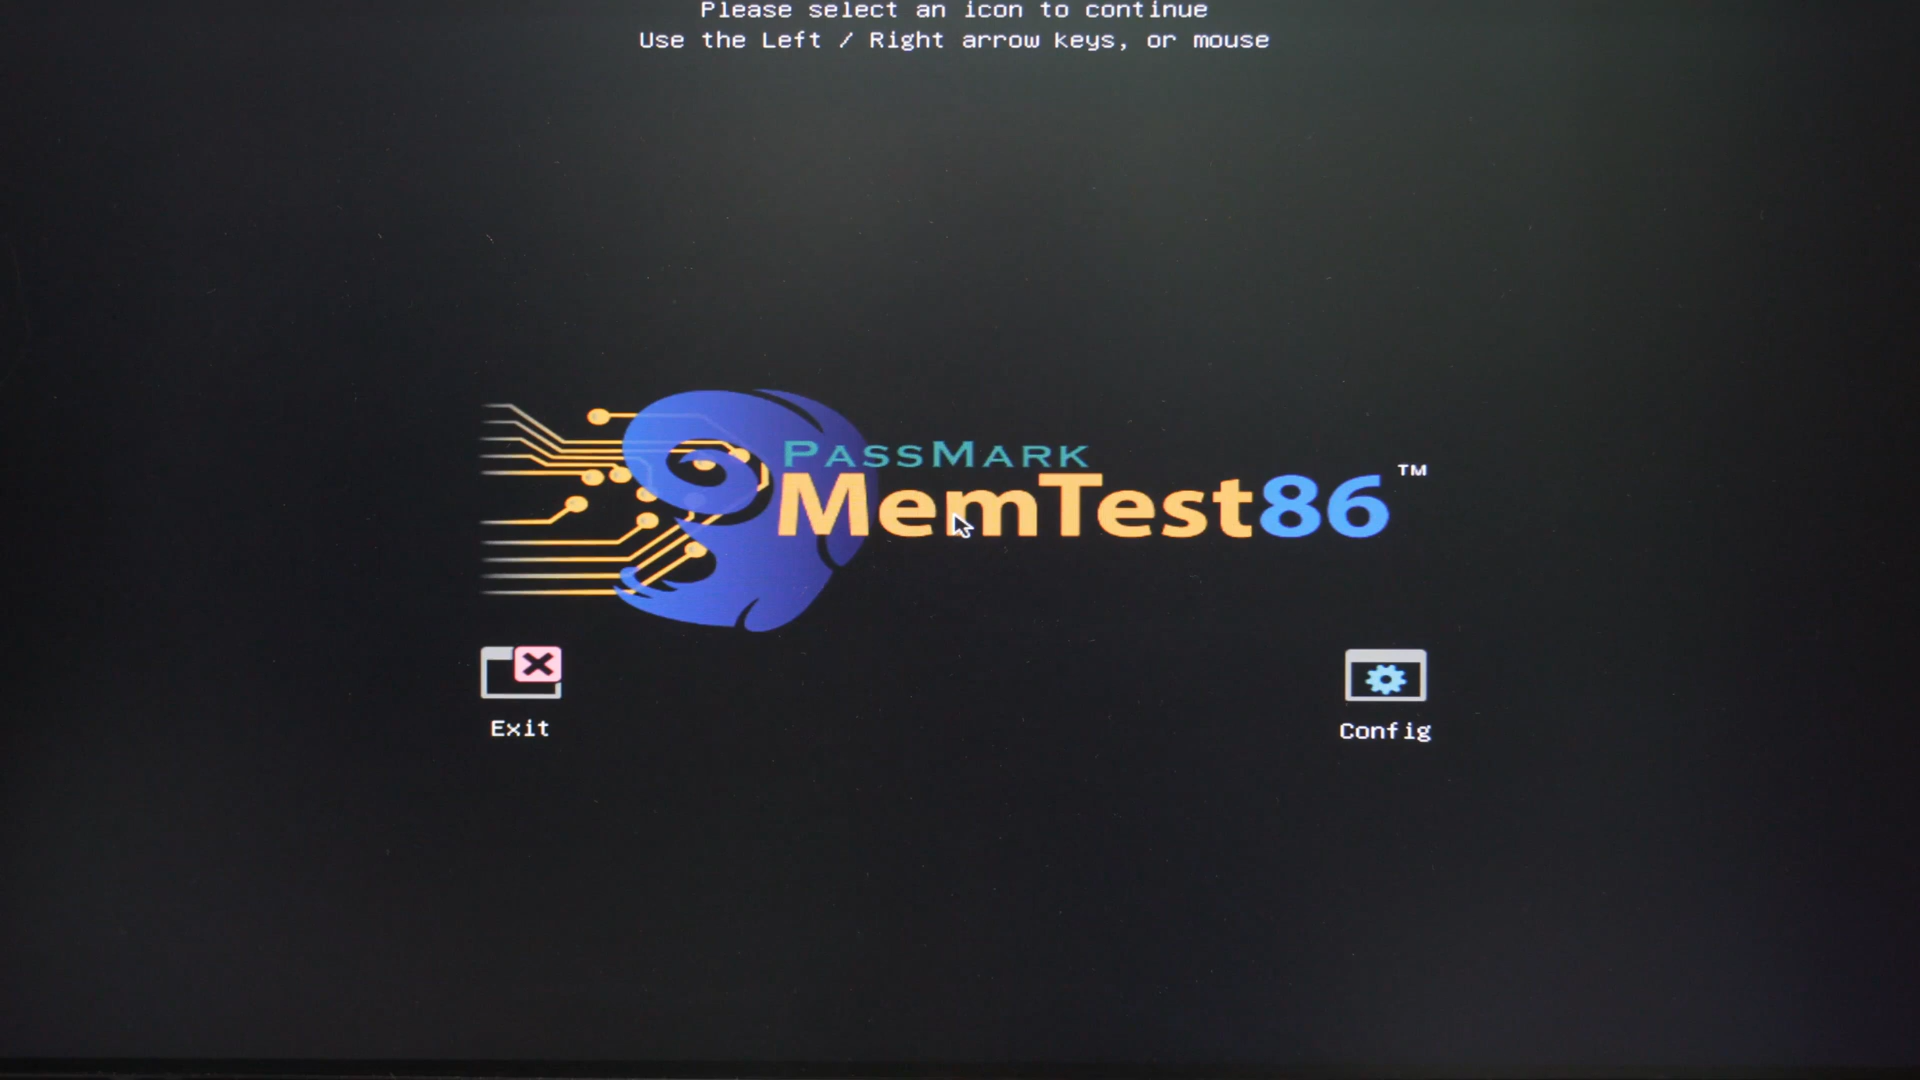 Please select an icon to continue
Use the Left / Right arrow keys, or mouse
PASSMARK
MemTest86™
Exit
Config